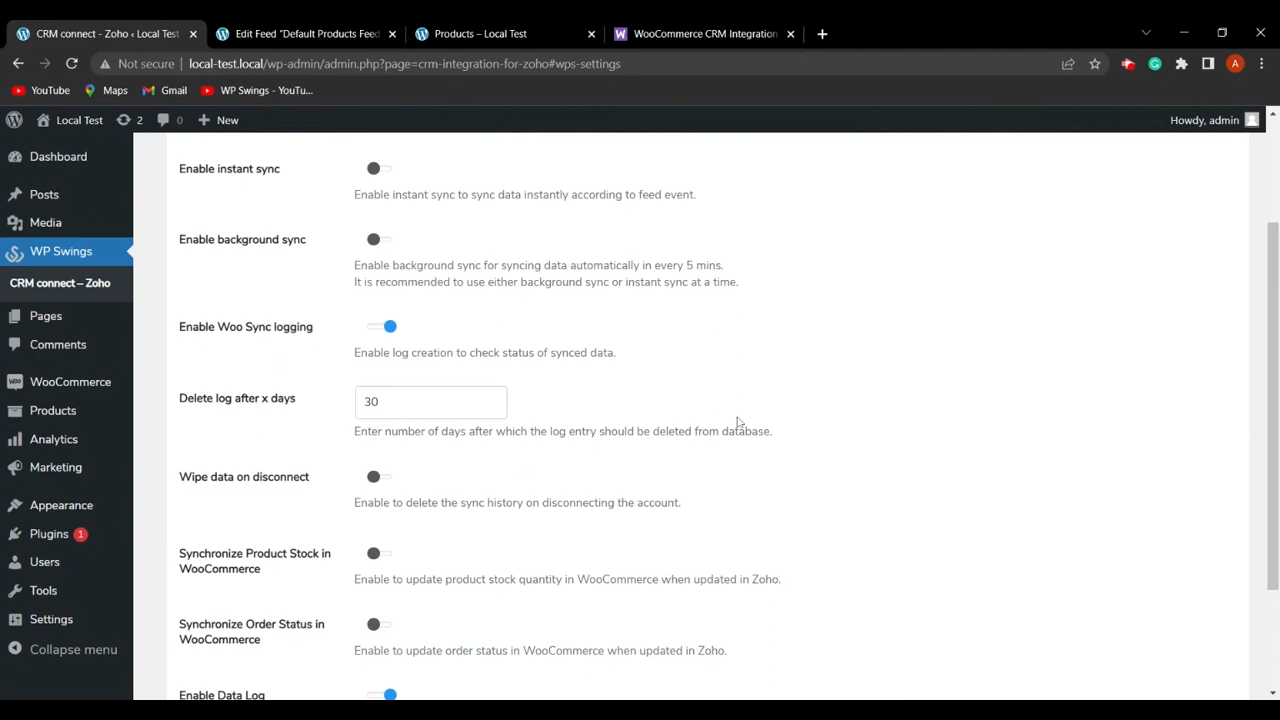 CRM connect - Zoho ‹ Local Test
Edit Feed "Default Products Feed
Products – Local Test
WooCommerce CRM Integration
Not secure
local-test.local/wp-admin/admin.php?page=crm-integration-for-zoho#wps-settings
A
YouTube
Maps
Gmail
WP Swings - YouTu...
Local Test
2
0
New
Howdy, admin
Dashboard
Posts
Media
WP Swings
CRM connect – Zoho
Pages
Comments
WooCommerce
Products
Analytics
Marketing
Appearance
Plugins 1
Users
Tools
Settings
Collapse menu
Enable instant sync
Enable instant sync to sync data instantly according to feed event.
Enable background sync
Enable background sync for syncing data automatically in every 5 mins.
It is recommended to use either background sync or instant sync at a time.
Enable Woo Sync logging
Enable log creation to check status of synced data.
Delete log after x days
30
Enter number of days after which the log entry should be deleted from database.
Wipe data on disconnect
Enable to delete the sync history on disconnecting the account.
Synchronize Product Stock in
WooCommerce
Enable to update product stock quantity in WooCommerce when updated in Zoho.
Synchronize Order Status in
WooCommerce
Enable to update order status in WooCommerce when updated in Zoho.
Enable Data Log